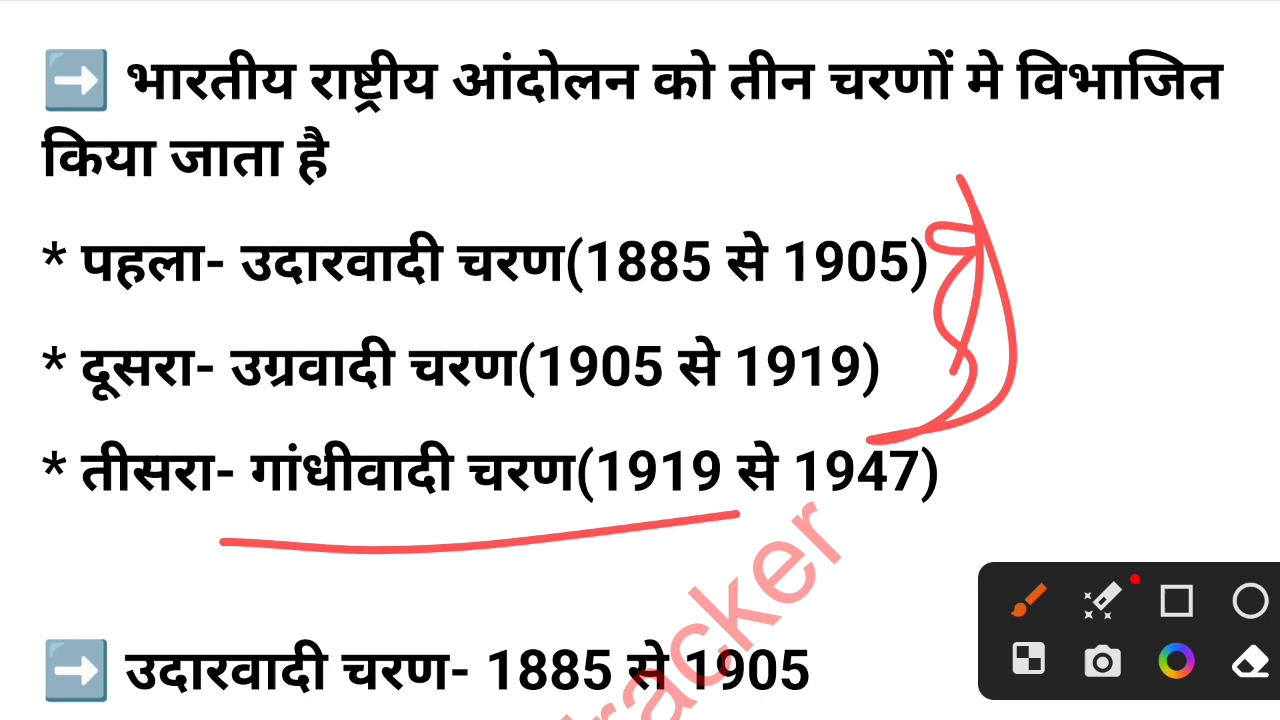 ➡️ भारतीय राष्ट्रीय आंदोलन को तीन चरणों मे विभाजित
किया जाता है
* पहला- उदारवादी चरण(1885 से 1905)
* दूसरा- उग्रवादी चरण(1905 से 1919)
* तीसरा- गांधीवादी चरण(1919 से 1947)
➡️ उदारवादी चरण- 1885 से 1905